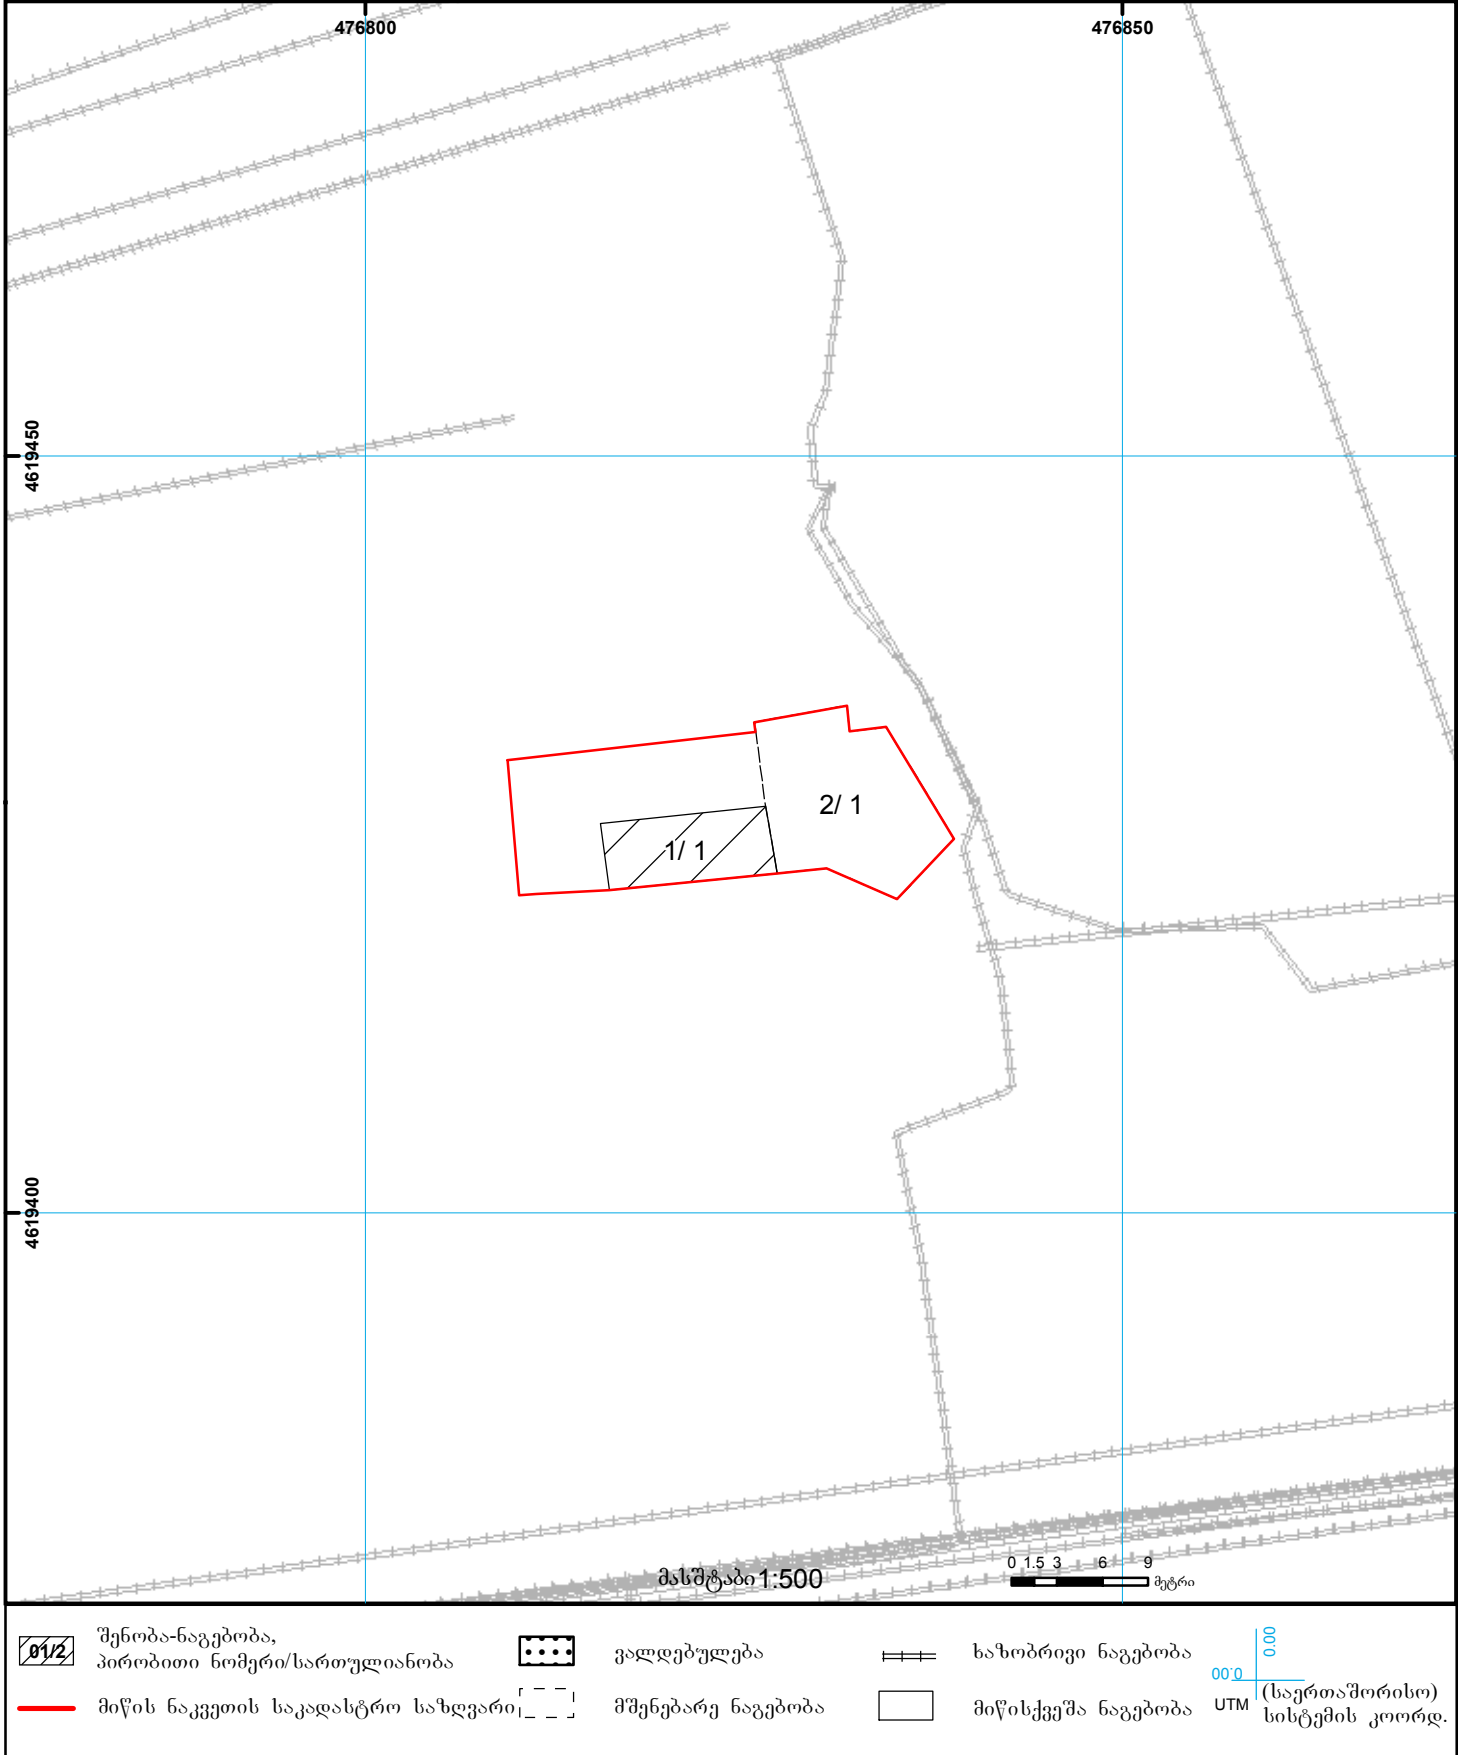 476800
476850
4619450
2/ 1
1/ 1
4619400
მასშტაბი 1:500
0 1.5 3 6 9
მეტრი
01/2
შენობა-ნაგებობა,
პირობითი ნომერი/სართულიანობა
ვალდებულება
ხაზობრივი ნაგებობა
00.0
00.0
მიწის ნაკვეთის საკადასტრო საზღვარი
მშენებარე ნაგებობა
მიწისქვეშა ნაგებობა
UTM
(საერთაშორისო)
სისტემის კოორდ.